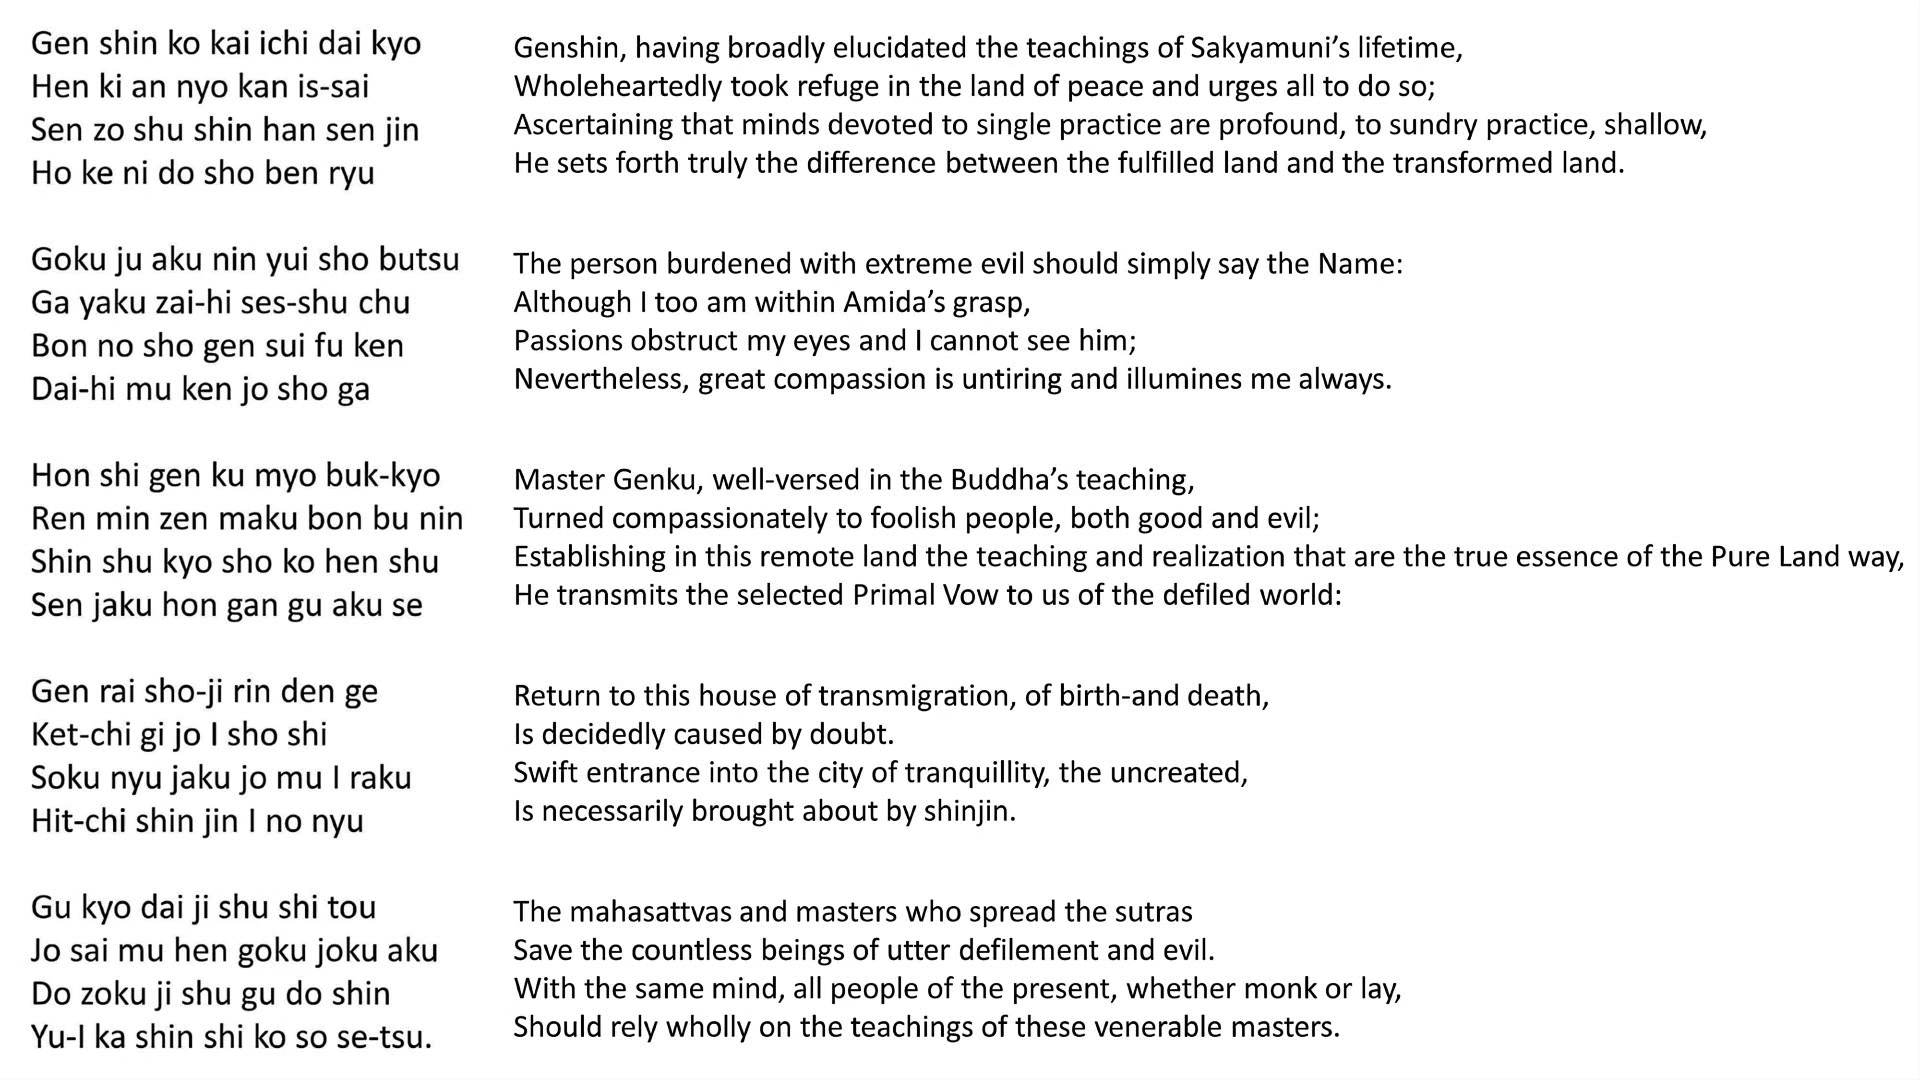 Gen shin ko kai ichi dai kyo
Hen ki an nyo kan is-sai
Sen zo shu shin han sen jin
Ho ke ni do sho ben ryu
Genshin, having broadly elucidated the teachings of Sakyamuni’s lifetime,
Wholeheartedly took refuge in the land of peace and urges all to do so;
Ascertaining that minds devoted to single practice are profound, to sundry practice, shallow,
He sets forth truly the difference between the fulfilled land and the transformed land.
Goku ju aku nin yui sho butsu
Ga yaku zai-hi ses-shu chu
Bon no sho gen sui fu ken
Dai-hi mu ken jo sho ga
The person burdened with extreme evil should simply say the Name:
Although I too am within Amida’s grasp,
Passions obstruct my eyes and I cannot see him;
Nevertheless, great compassion is untiring and illumines me always.
Hon shi gen ku myo buk-kyo
Ren min zen maku bon bu nin
Shin shu kyo sho ko hen shu
Sen jaku hon gan gu aku se
Master Genku, well-versed in the Buddha’s teaching,
Turned compassionately to foolish people, both good and evil;
Establishing in this remote land the teaching and realization that are the true essence of the Pure Land way,
He transmits the selected Primal Vow to us of the defiled world:
Gen rai sho-ji rin den ge
Ket-chi gi jo I sho shi
Soku nyu jaku jo mu I raku
Hit-chi shin jin I no nyu
Return to this house of transmigration, of birth-and death,
Is decidedly caused by doubt.
Swift entrance into the city of tranquillity, the uncreated,
Is necessarily brought about by shinjin.
Gu kyo dai ji shu shi tou
Jo sai mu hen goku joku aku
Do zoku ji shu gu do shin
Yu-I ka shin shi ko so se-tsu.
The mahasattvas and masters who spread the sutras
Save the countless beings of utter defilement and evil.
With the same mind, all people of the present, whether monk or lay,
Should rely wholly on the teachings of these venerable masters.